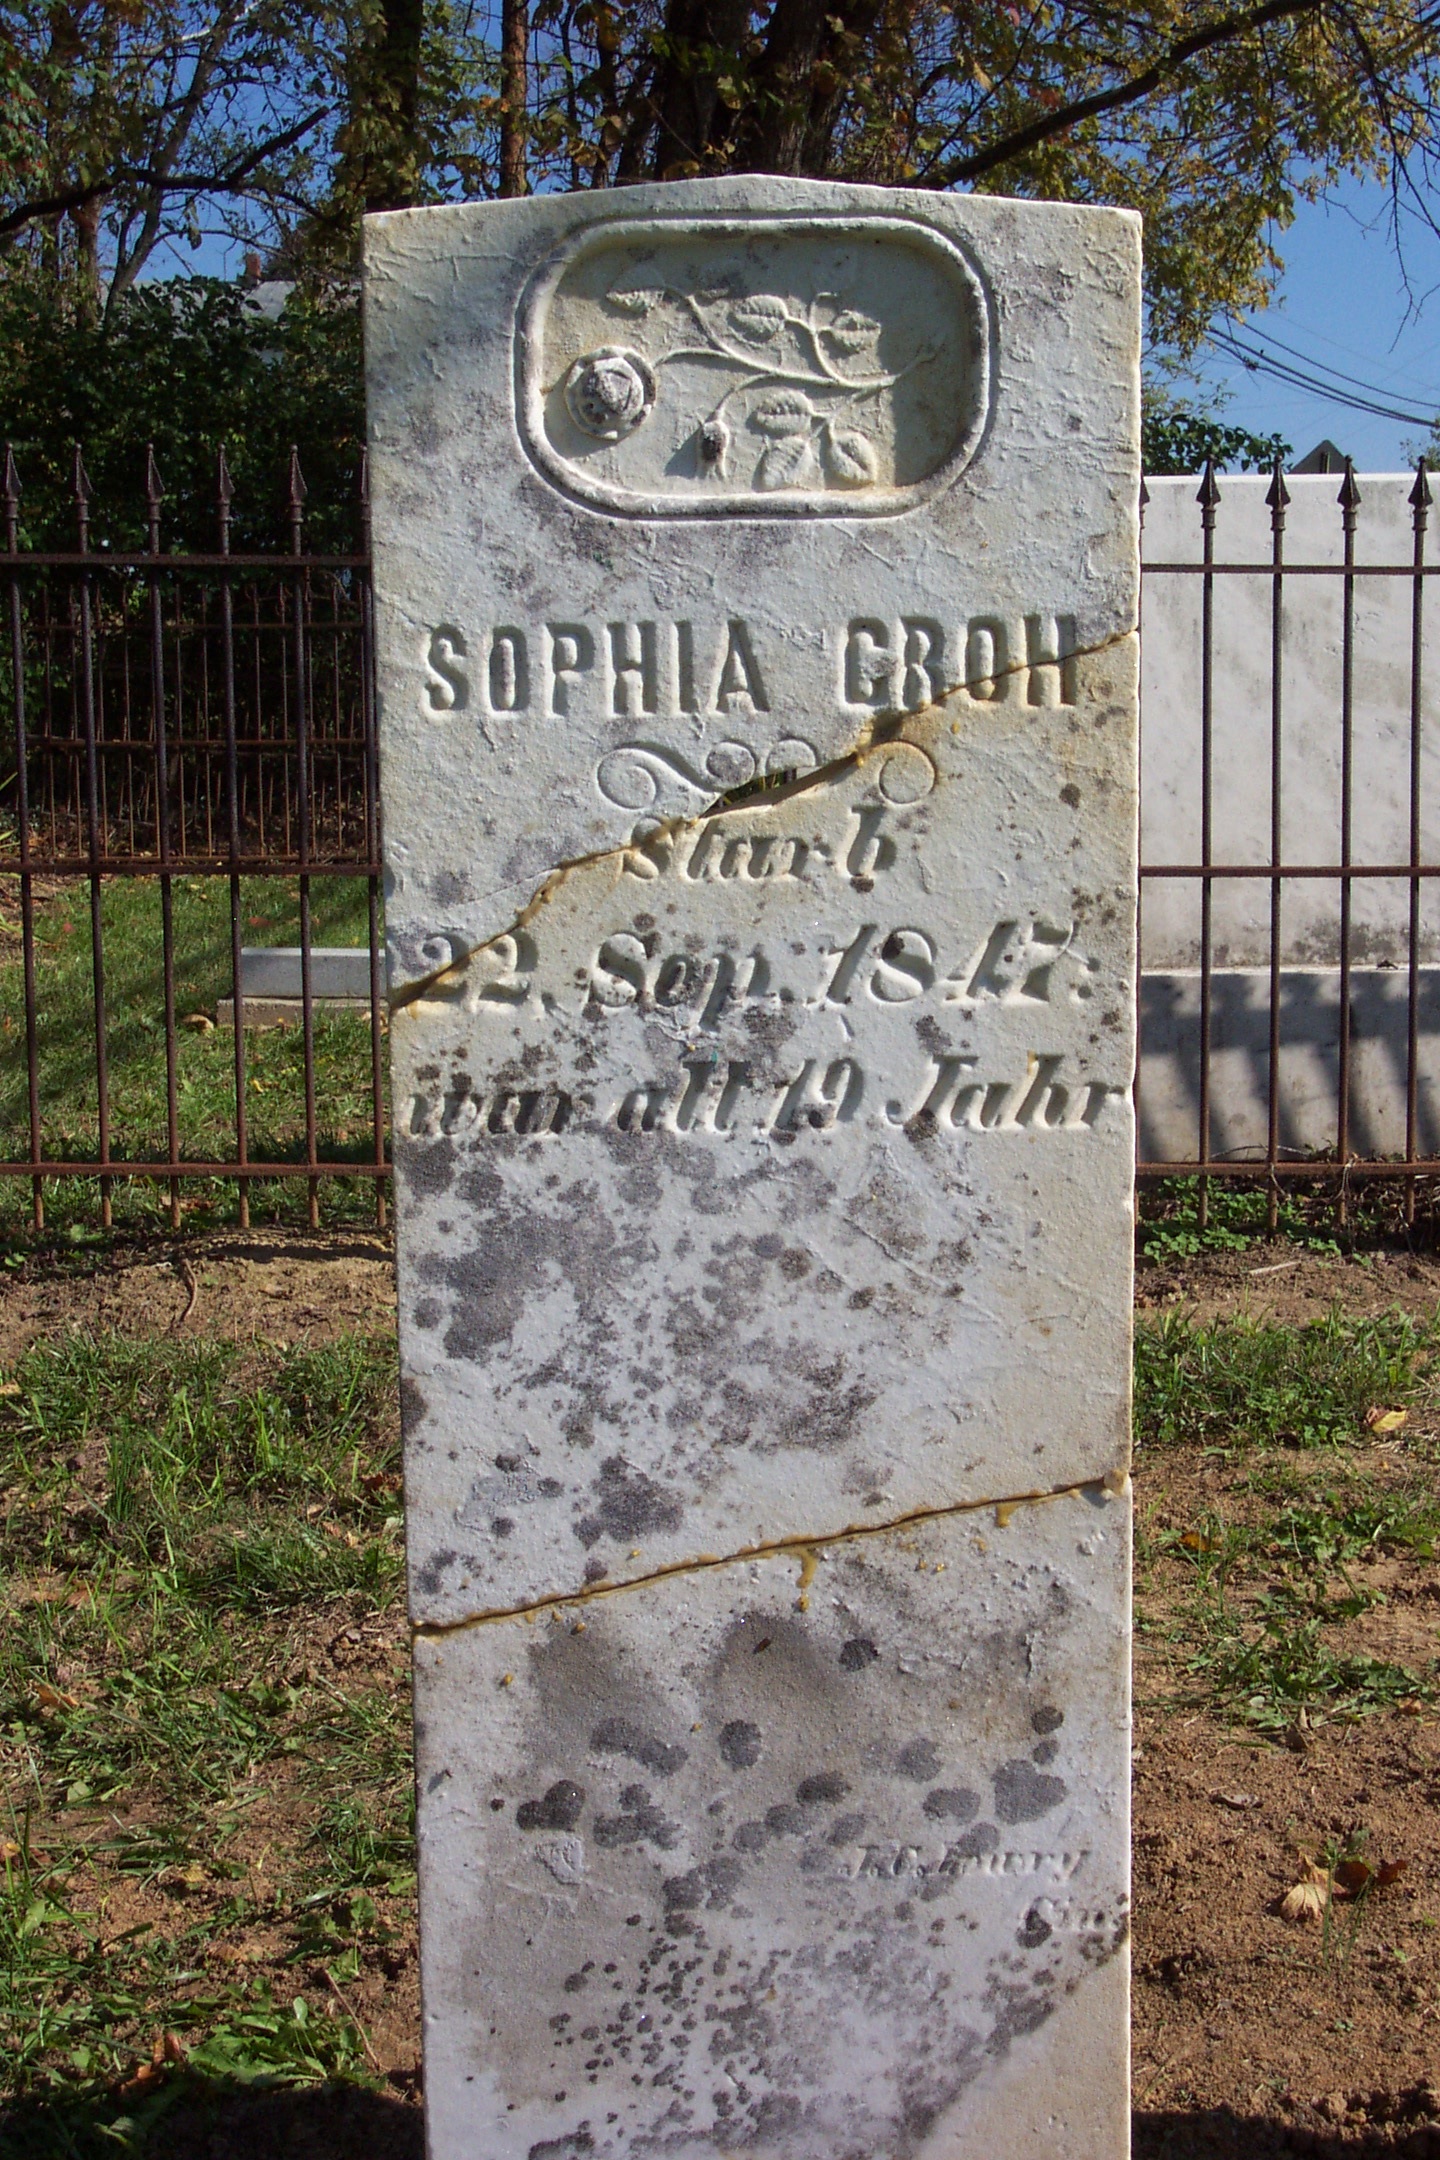 SOPHIA GROH
Starb
22. Sep. 1847.
war alt 19 Jahr